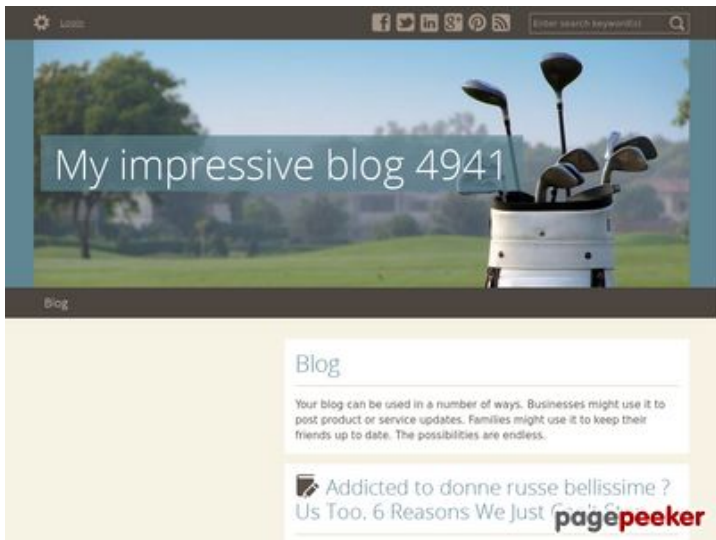 Login
Enter search keyword(s)
My impressive blog 4941
Blog
Blog
Your blog can be used in a number of ways. Businesses might use it to
post product or service updates. Families might use it to keep their
friends up to date. The possibilities are endless.
Addicted to donne russe bellissime ?
Us Too. 6 Reasons We Just
pagepeeker